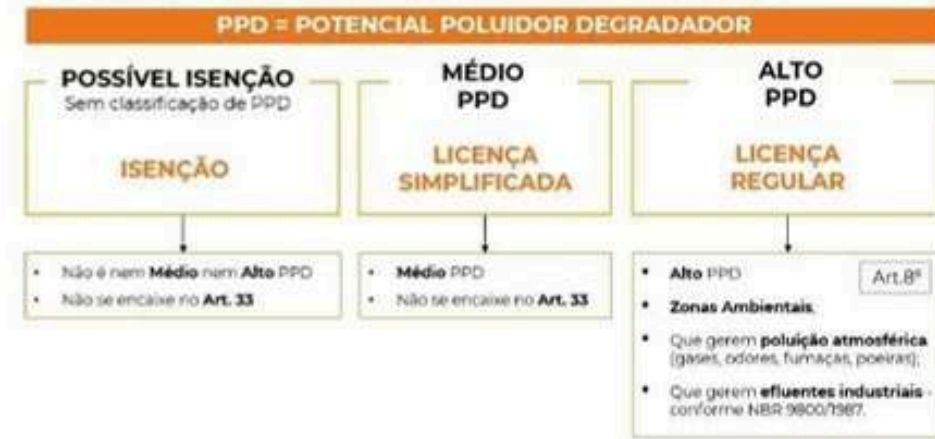 PPD = POTENCIAL POLUIDOR DEGRADADOR
POSSÍVEL ISENÇÃO
Sem classificação de PPD
ISENÇÃO
• Não é nem Médio nem Alto PPD
• Não se encaixe no Art. 33
MÉDIO
PPD
LICENÇA
SIMPLIFICADA
• Médio PPD
• Não se encaixe no Art. 33
ALTO
PPD
LICENÇA
REGULAR
• Alto PPD
Art.8º
• Zonas Ambientais;
• Que gerem poluição atmosférica
(gases, odores, fumaças, poeiras);
• Que gerem efluentes industriais -
conforme NBR 9800/1987.